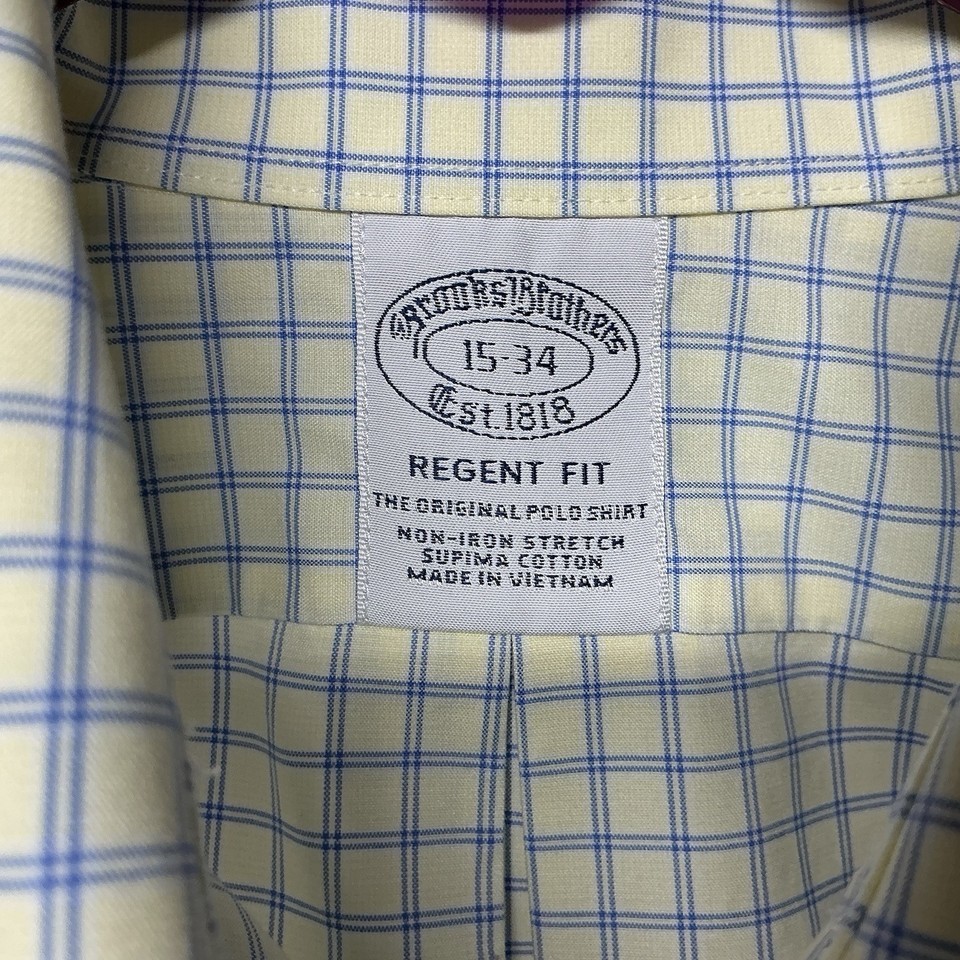 Brooks Brothers
15-34
Est. 1818
REGENT FIT
THE ORIGINAL POLO SHIRT
NON-IRON STRETCH
SUPIMA COTTON
MADE IN VIETNAM